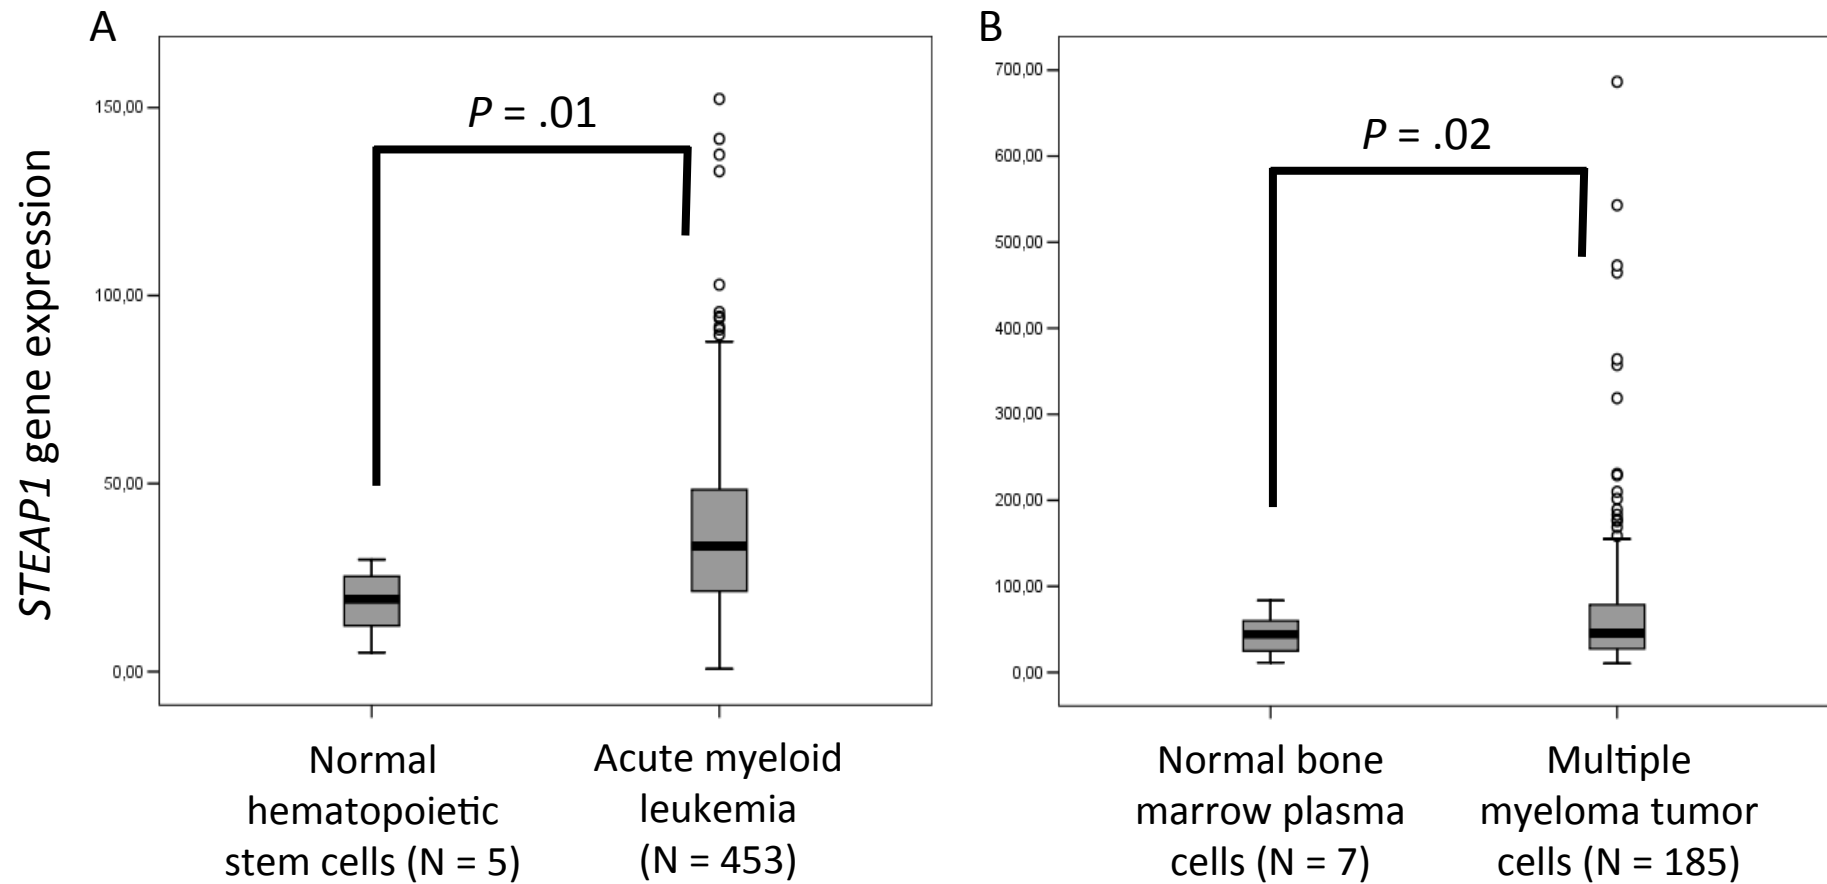 A
STEAP1 gene expression
150,00
100,00
50,00
0,00
P = .01
Normal
hematopoietic
stem cells (N = 5)
Acute myeloid
leukemia
(N = 453)
B
700,00
600,00
500,00
400,00
300,00
200,00
100,00
0,00
P = .02
Normal bone
marrow plasma
cells (N = 7)
Multiple
myeloma tumor
cells (N = 185)